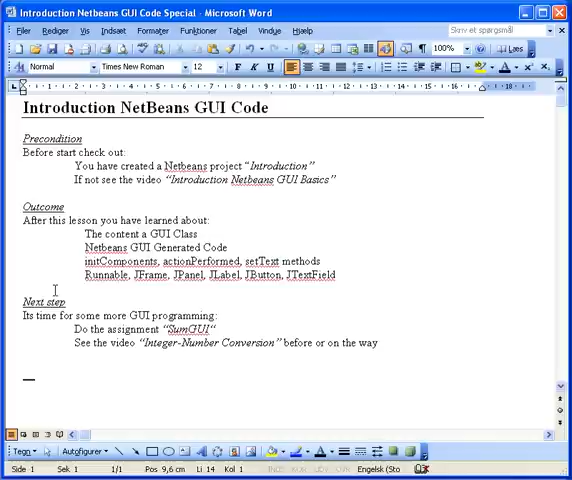 Introduction Netbeans GUI Code Special - Microsoft Word
Filer Rediger Vis Indsæt Formater Funktioner Tabel Vindue Hjælp Skriv et spørgsmål
100% Læs
Normal Times New Roman 12 F K U
Introduction NetBeans GUI Code
Precondition
Before start check out:
You have created a Netbeans project “Introduction”
If not see the video “Introduction Netbeans GUI Basics”
Outcome
After this lesson you have learned about:
The content a GUI Class
Netbeans GUI Generated Code
initComponents, actionPerformed, setText methods
Runnable, JFrame, JPanel, JLabel, JButton, JTextField
Next step
Its time for some more GUI programming:
Do the assignment “SumGUI“
See the video “Integer-Number Conversion” before or on the way
Tegn Autofigurer
Side 1 Sek 1 1/1 Pos 9,6 cm Li 14 Kol 1 Engelsk (Sto